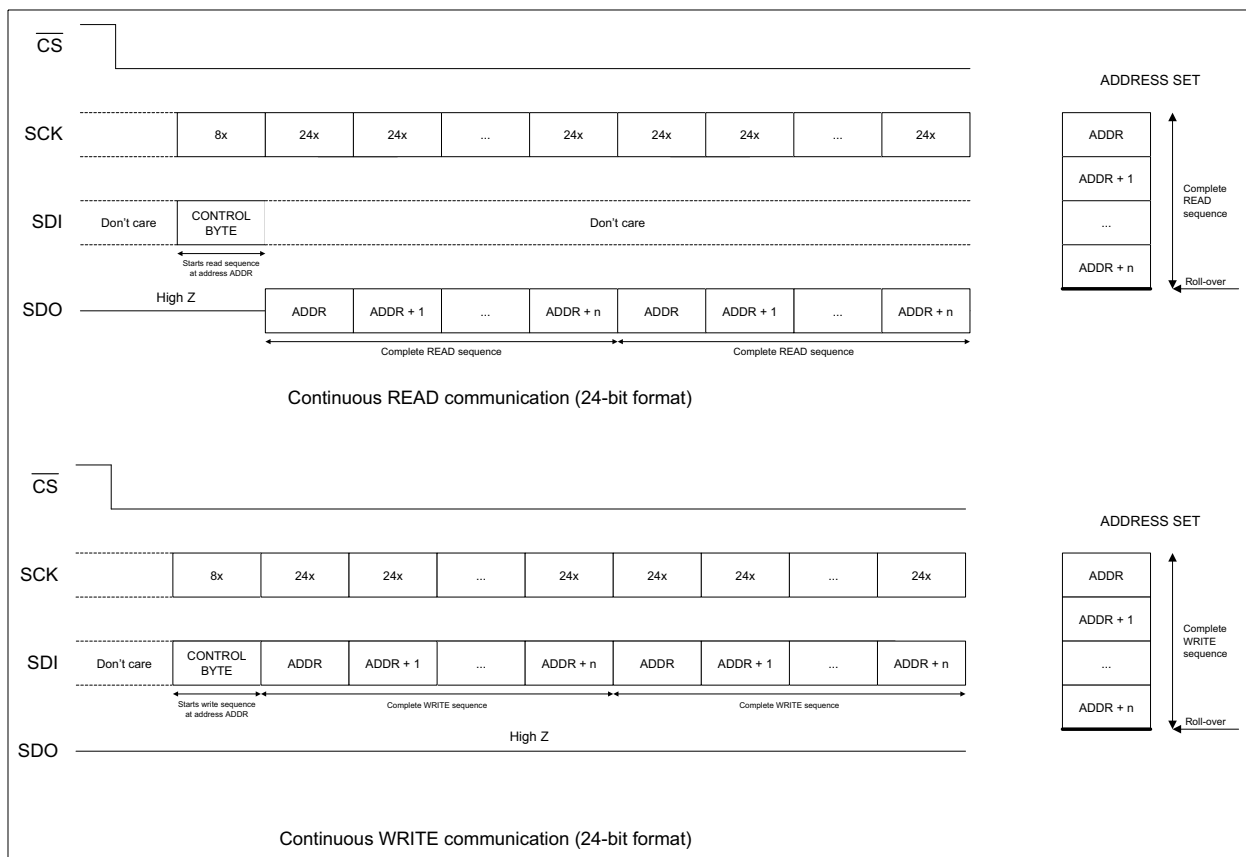 CS
ADDRESS SET
SCK 8x 24x 24x ... 24x 24x 24x ... 24x
ADDR
ADDR + 1
...
ADDR + n
Complete
READ
sequence
Roll-over
SDI Don't care CONTROL
BYTE
Don't care
Starts read sequence
at address ADDR
High Z
SDO ADDR ADDR + 1 ... ADDR + n ADDR ADDR + 1 ... ADDR + n
Complete READ sequence Complete READ sequence
Continuous READ communication (24-bit format)
CS
ADDRESS SET
SCK 8x 24x 24x ... 24x 24x 24x ... 24x
ADDR
ADDR + 1
...
ADDR + n
Complete
WRITE
sequence
Roll-over
SDI Don't care CONTROL
BYTE
ADDR ADDR + 1 ... ADDR + n ADDR ADDR + 1 ... ADDR + n
Starts write sequence
at address ADDR
Complete WRITE sequence Complete WRITE sequence
High Z
SDO
Continuous WRITE communication (24-bit format)